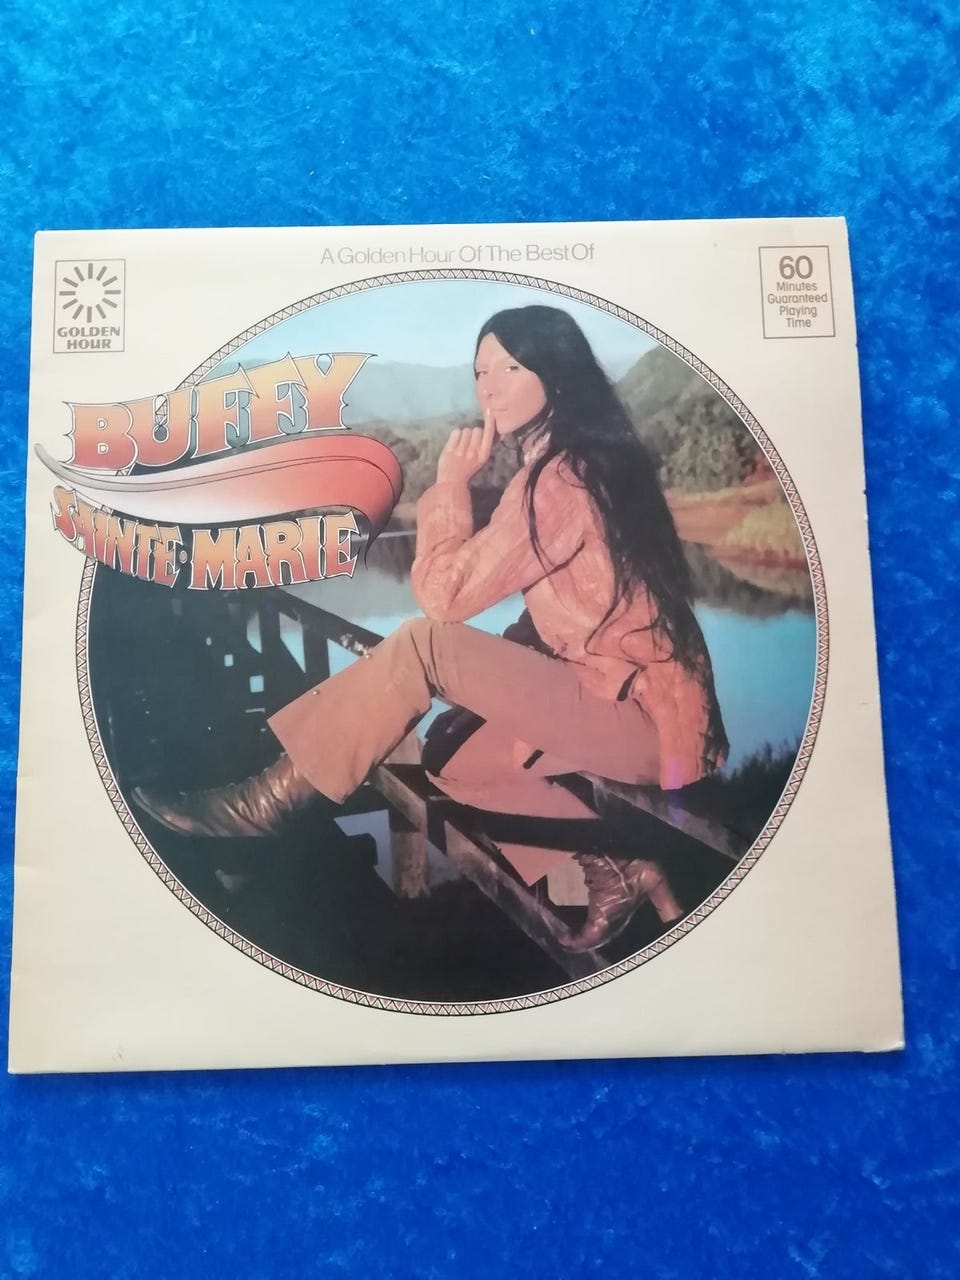 A Golden Hour Of The Best Of
GOLDEN
HOUR
60
Minutes
Guaranteed
Playing
Time
BUFFY
SAINTE·MARIE